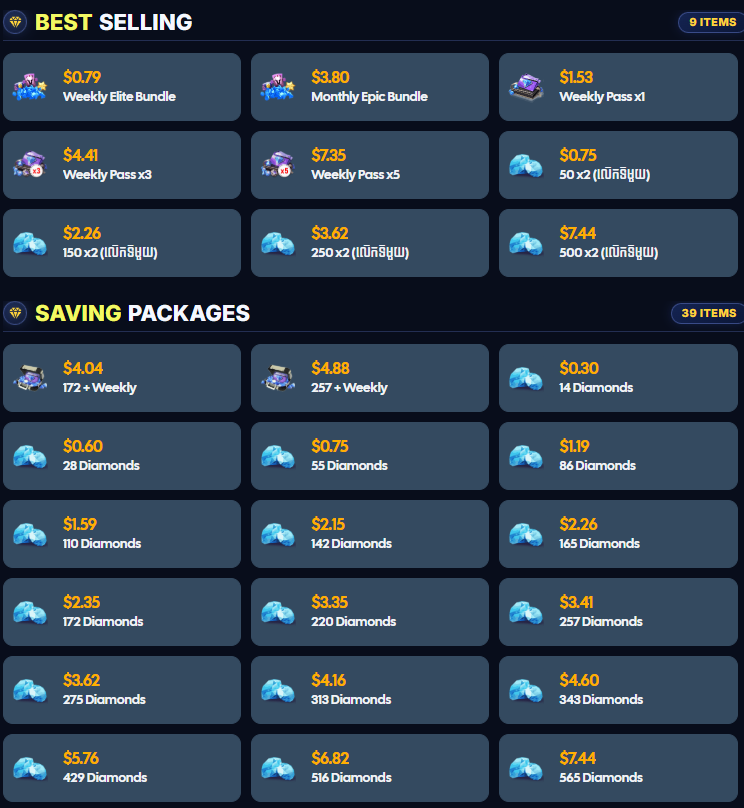 BEST SELLING
9 ITEMS
$0.79
Weekly Elite Bundle
$3.80
Monthly Epic Bundle
$1.53
Weekly Pass x1
x3
$4.41
Weekly Pass x3
x5
$7.35
Weekly Pass x5
$0.75
50 x2 (លើកទិមួយ)
$2.26
150 x2 (លើកទិមួយ)
$3.62
250 x2 (លើកទិមួយ)
$7.44
500 x2 (លើកទិមួយ)
SAVING PACKAGES
39 ITEMS
$4.04
172 + Weekly
$4.88
257 + Weekly
$0.30
14 Diamonds
$0.60
28 Diamonds
$0.75
55 Diamonds
$1.19
86 Diamonds
$1.59
110 Diamonds
$2.15
142 Diamonds
$2.26
165 Diamonds
$2.35
172 Diamonds
$3.35
220 Diamonds
$3.41
257 Diamonds
$3.62
275 Diamonds
$4.16
313 Diamonds
$4.60
343 Diamonds
$5.76
429 Diamonds
$6.82
516 Diamonds
$7.44
565 Diamonds